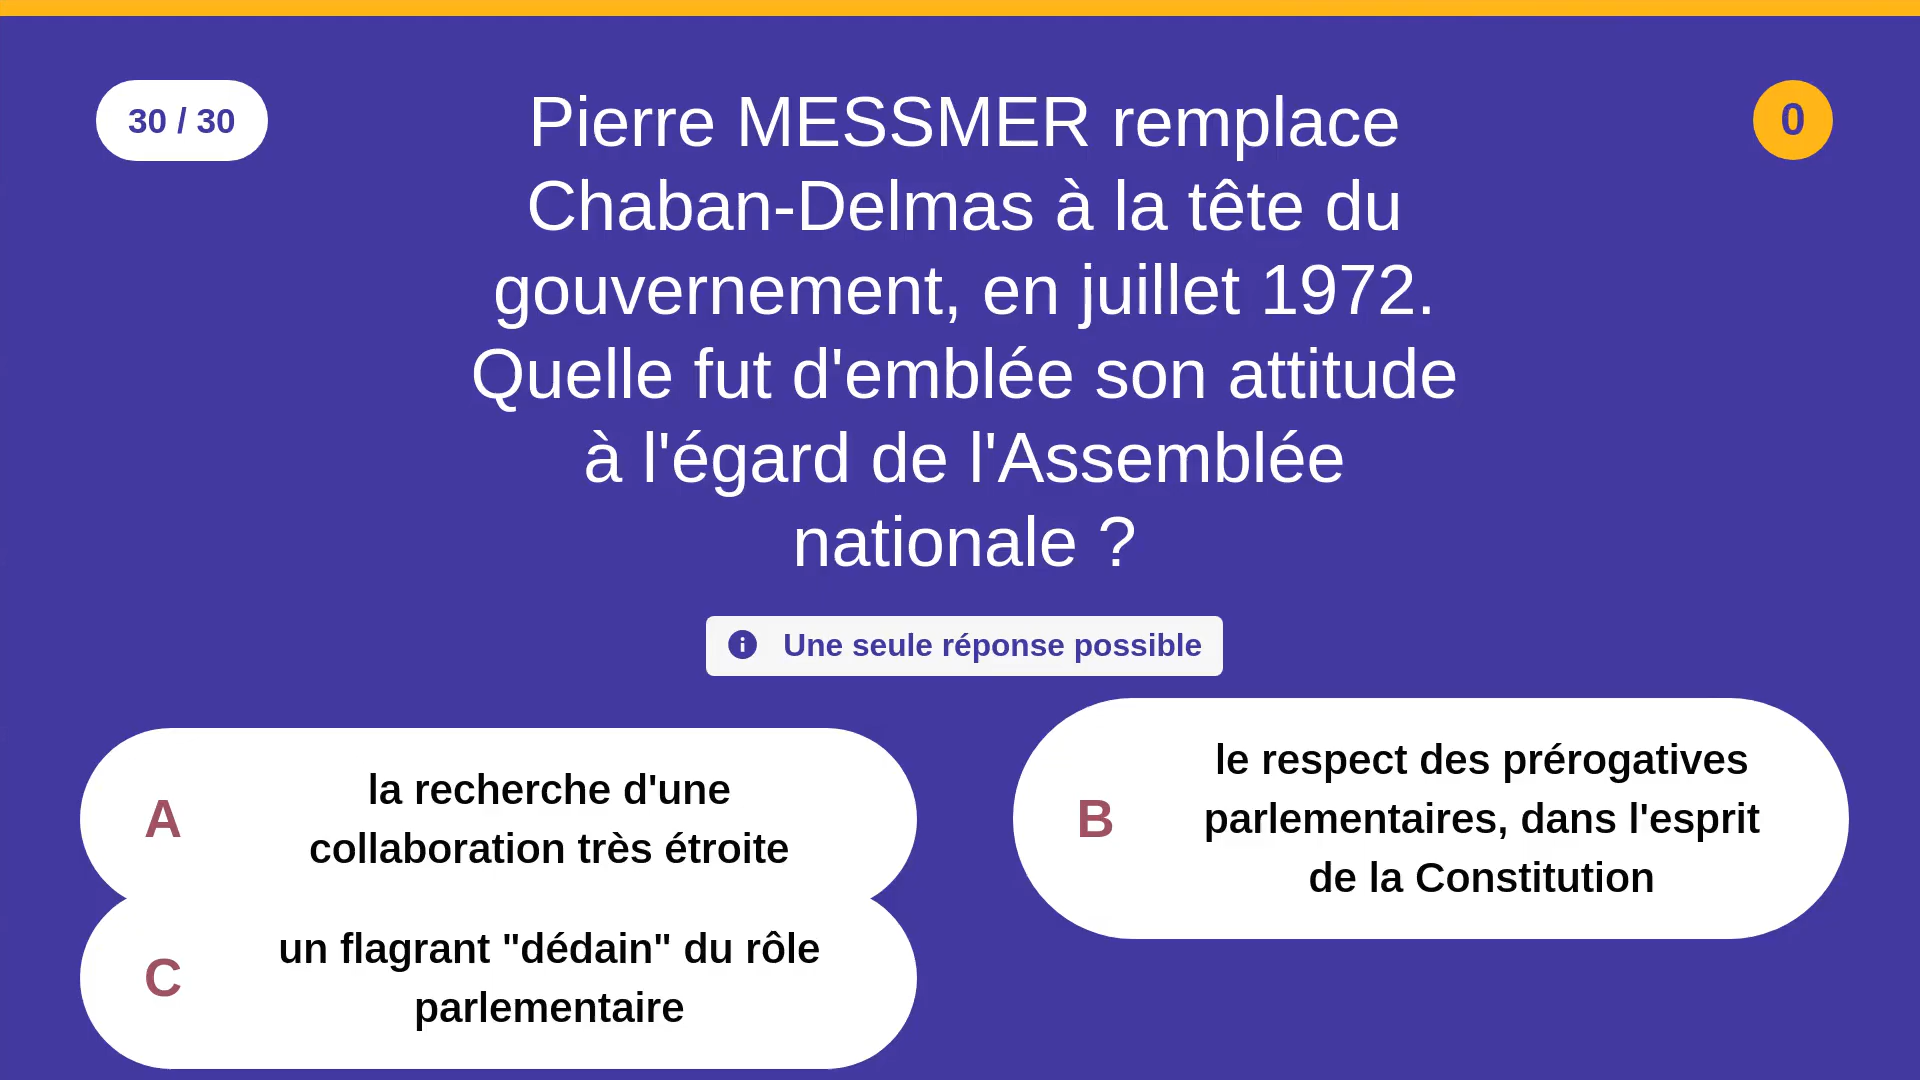 30 / 30
Pierre MESSMER remplace
Chaban-Delmas à la tête du
gouvernement, en juillet 1972.
Quelle fut d'emblée son attitude
à l'égard de l'Assemblée
nationale ?
0
Une seule réponse possible
A
la recherche d'une
collaboration très étroite
B
le respect des prérogatives
parlementaires, dans l'esprit
de la Constitution
C
un flagrant "dédain" du rôle
parlementaire